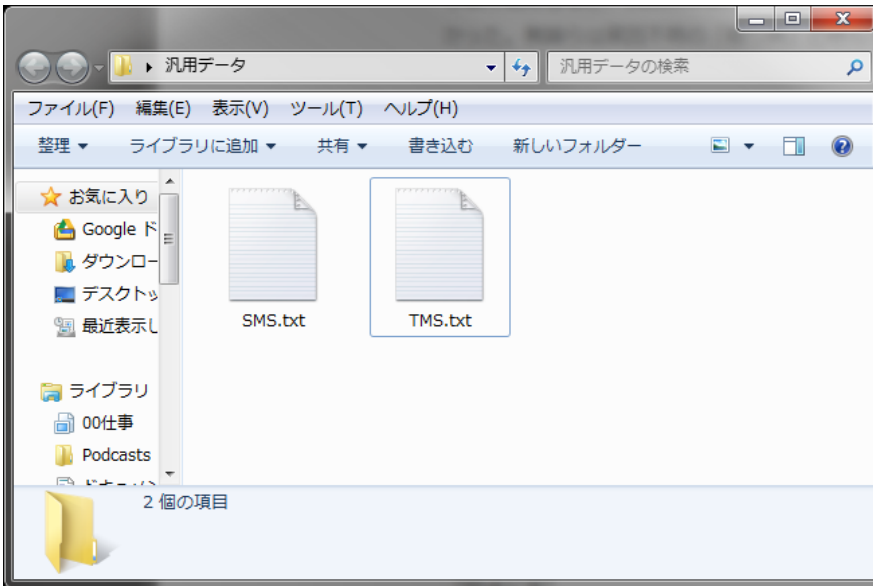 汎用データ
汎用データの検索
ファイル(F) 編集(E) 表示(V) ツール(T) ヘルプ(H)
整理 ライブラリに追加 共有 書き込む 新しいフォルダー
お気に入り
Google ド
ダウンロー
デスクトッ
最近表示し
ライブラリ
00仕事
Podcasts
SMS.txt
TMS.txt
2 個の項目